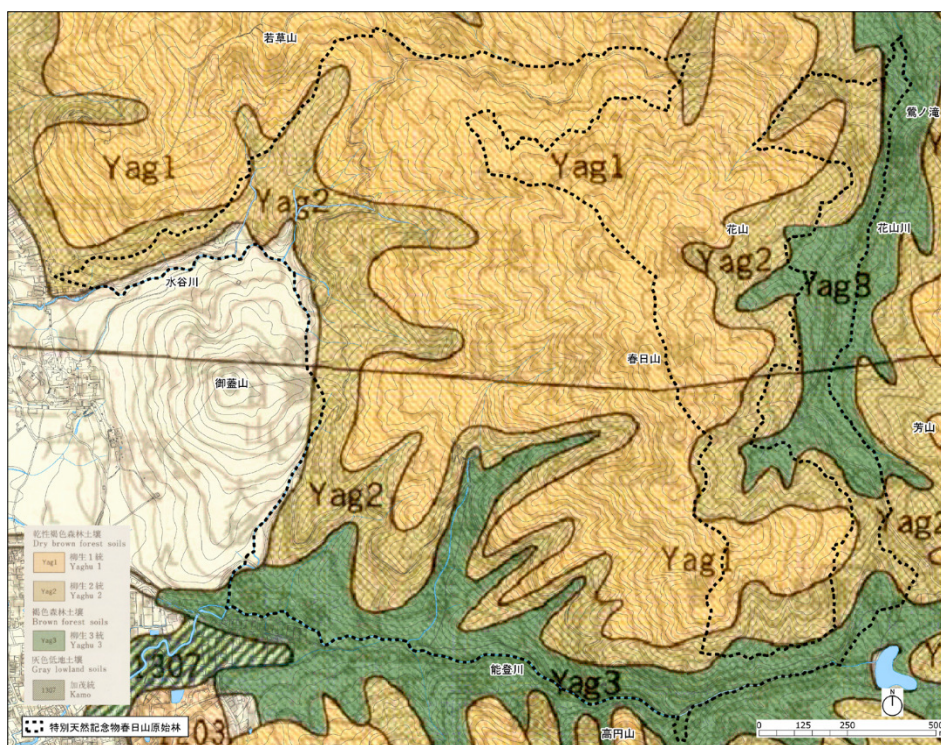 若草山
鶯ノ滝
Yag1
Yag1
Yag2
花山
花山川
Yag2
Yag3
水谷川
春日山
御蓋山
芳山
Yag2
Yag2
Yag1
乾性褐色森林土壌
Dry brown forest soils
Yag1 柳生1統
Yaghu 1
Yag2 柳生2統
Yaghu 2
褐色森林土壌
Brown forest soils
Yag3 柳生3統
Yaghu 3
灰色低地土壌
Gray lowland soils
1307 加茂統
Kamo
1307
能登川
Yag3
03
高円山
特別天然記念物春日山原始林
N
0 125 250 500